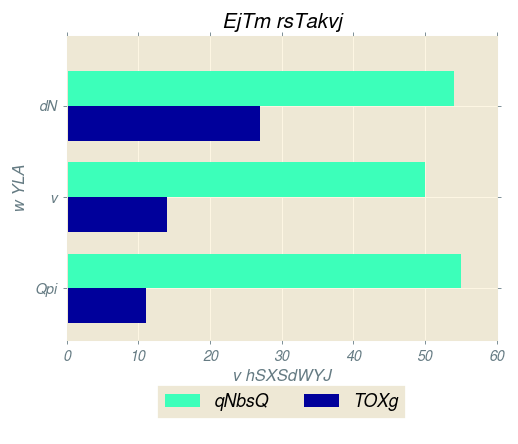 EjTm rsTakvj
w YLA
dN
v
Qpi
0 10 20 30 40 50 60
v hSXSdWYJ
qNbsQ TOXg